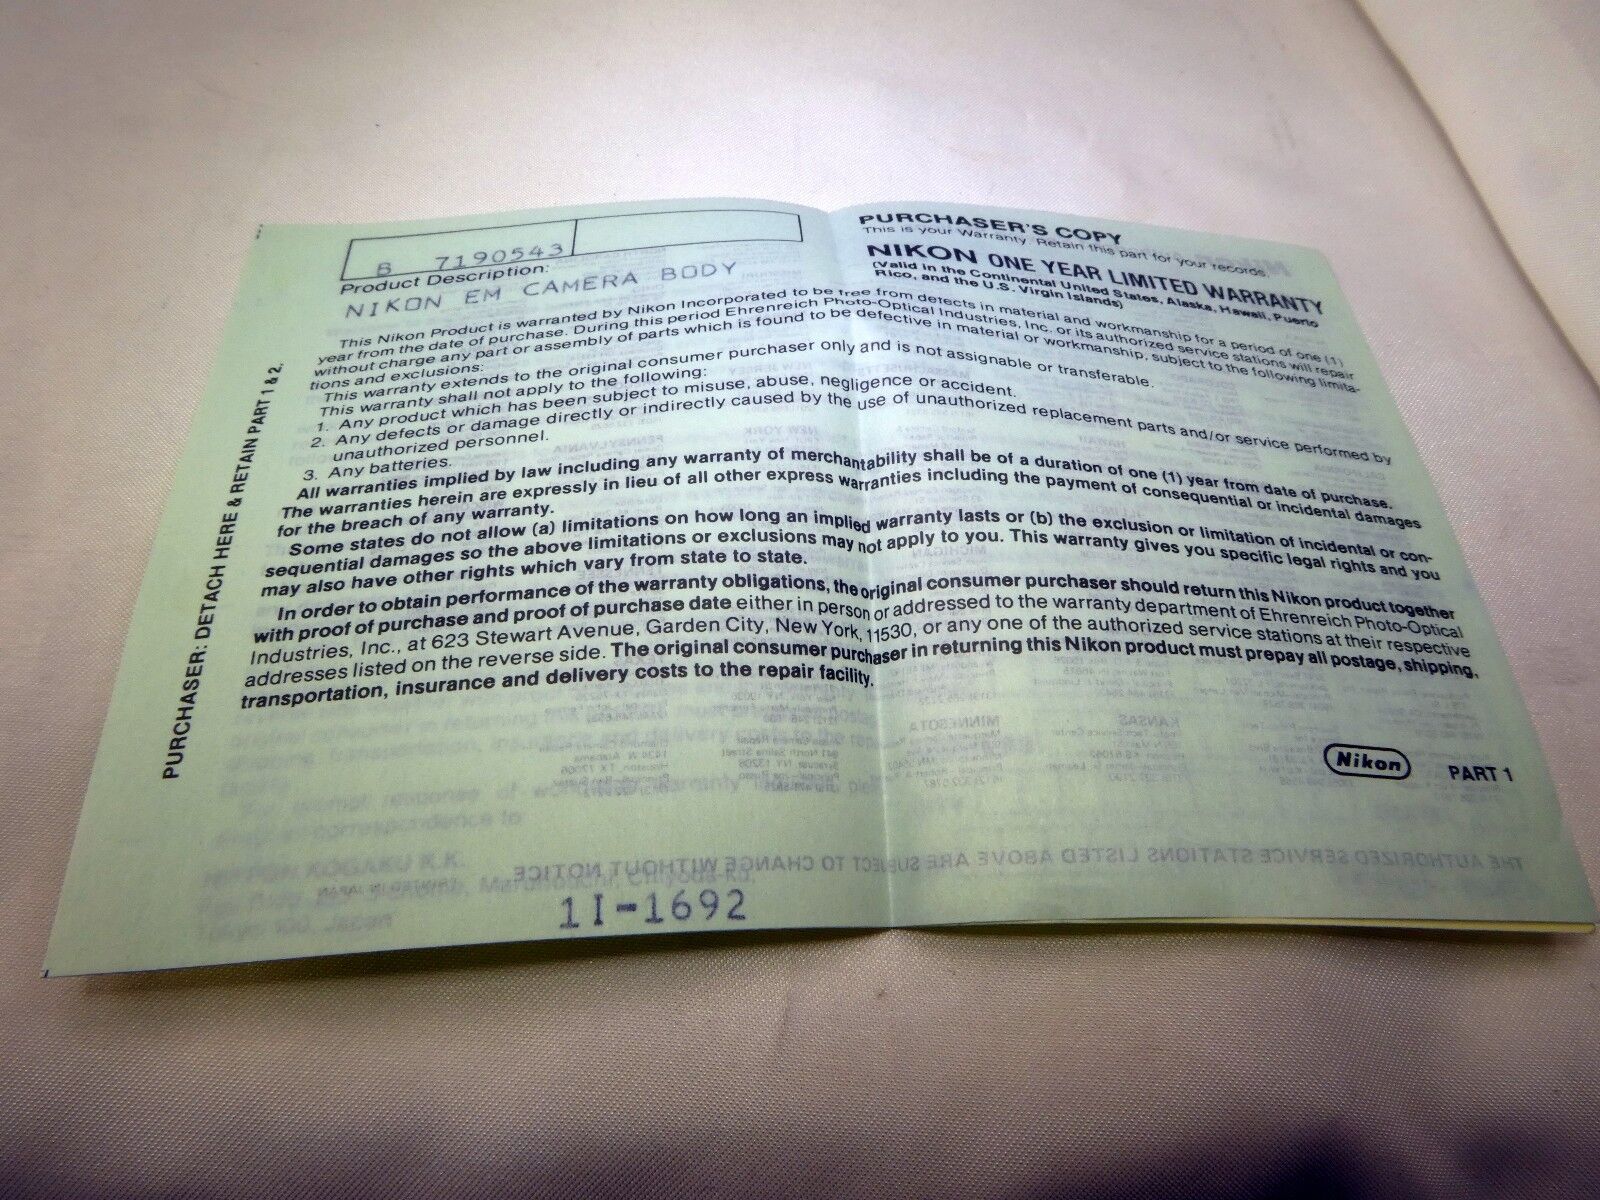 B 7190543
Product Description:
NIKON EM CAMERA BODY
PURCHASER'S COPY
This is your Warranty. Retain this part for your records.
NIKON ONE YEAR LIMITED WARRANTY
(Valid in the Continental United States, Alaska, Hawaii, Puerto
Rico, and the U.S. Virgin Islands)
This Nikon Product is warranted by Nikon Incorporated to be free from defects in material and workmanship for a period of one (1)
year from the date of purchase. During this period Ehrenreich Photo-Optical Industries, Inc. or its authorized service stations will repair
without charge any part or assembly of parts which is found to be defective in material or workmanship, subject to the following limita-
tions and exclusions:
This warranty extends to the original consumer purchaser only and is not assignable or transferable.
This warranty shall not apply to the following:
1. Any product which has been subject to misuse, abuse, negligence or accident.
2. Any defects or damage directly or indirectly caused by the use of unauthorized replacement parts and/or service performed by
unauthorized personnel.
3. Any batteries.
All warranties implied by law including any warranty of merchantability shall be of a duration of one (1) year from date of purchase.
The warranties herein are expressly in lieu of all other express warranties including the payment of consequential or incidental damages
for the breach of any warranty.
Some states do not allow (a) limitations on how long an implied warranty lasts or (b) the exclusion or limitation of incidental or con-
sequential damages so the above limitations or exclusions may not apply to you. This warranty gives you specific legal rights and you
may also have other rights which vary from state to state.
In order to obtain performance of the warranty obligations, the original consumer purchaser should return this Nikon product together
with proof of purchase and proof of purchase date either in person or addressed to the warranty department of Ehrenreich Photo-Optical
Industries, Inc., at 623 Stewart Avenue, Garden City, New York, 11530, or any one of the authorized service stations at their respective
addresses listed on the reverse side. The original consumer purchaser in returning this Nikon product must prepay all postage, shipping,
transportation, insurance and delivery costs to the repair facility.
Nikon PART 1
1I-1692
PURCHASER: DETACH HERE & RETAIN PART 1 & 2.
THE AUTHORIZED SERVICE STATIONS LISTED ABOVE ARE SUBJECT TO CHANGE WITHOUT NOTICE
PRINTED IN JAPAN